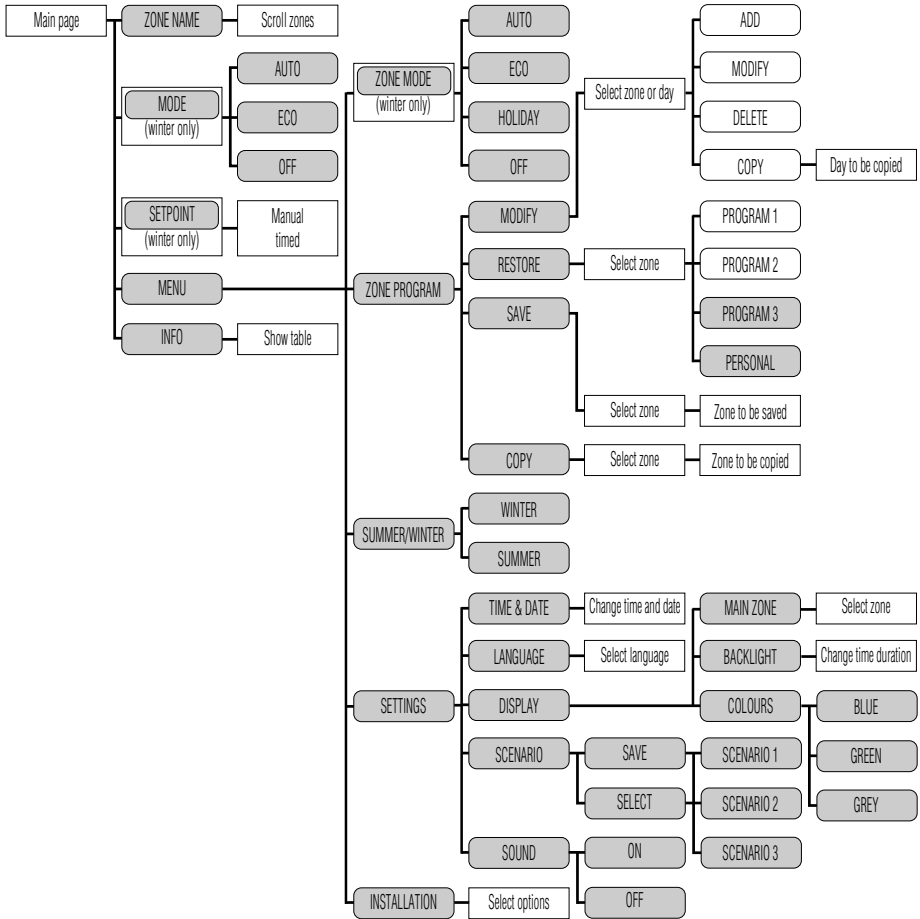 Main page
ZONE NAME
Scroll zones
MODE
(winter only)
AUTO
ECO
OFF
SETPOINT
(winter only)
Manual
timed
MENU
INFO
Show table
ZONE MODE
(winter only)
AUTO
ECO
HOLIDAY
OFF
ZONE PROGRAM
MODIFY
Select zone or day
ADD
MODIFY
DELETE
COPY
Day to be copied
RESTORE
Select zone
PROGRAM 1
PROGRAM 2
PROGRAM 3
PERSONAL
SAVE
Select zone
Zone to be saved
COPY
Select zone
Zone to be copied
SUMMER/WINTER
WINTER
SUMMER
SETTINGS
TIME & DATE
Change time and date
LANGUAGE
Select language
DISPLAY
MAIN ZONE
Select zone
BACKLIGHT
Change time duration
COLOURS
BLUE
GREEN
GREY
SCENARIO
SAVE
SELECT
SCENARIO 1
SCENARIO 2
SCENARIO 3
SOUND
ON
OFF
INSTALLATION
Select options